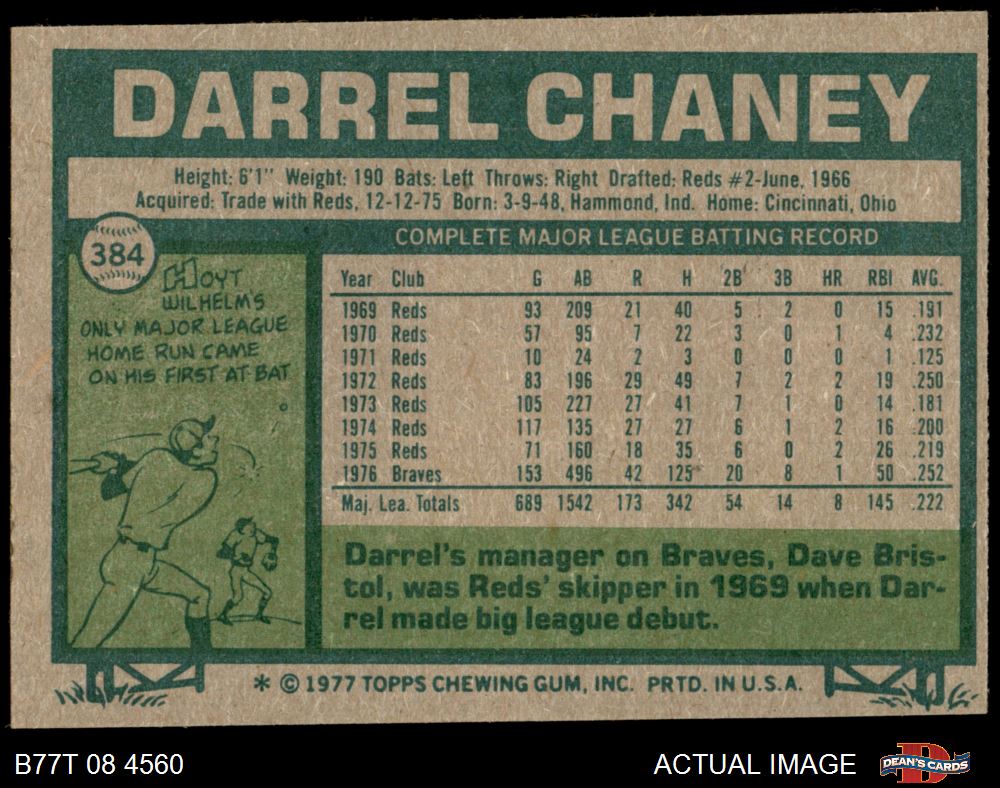 DARREL CHANEY
Height: 6'1" Weight: 190 Bats: Left Throws: Right Drafted: Reds #2-June, 1966
Acquired: Trade with Reds, 12-12-75 Born: 3-9-48, Hammond, Ind. Home: Cincinnati, Ohio
384
HOYT
WILHELM'S
ONLY MAJOR LEAGUE
HOME RUN CAME
ON HIS FIRST AT BAT
COMPLETE MAJOR LEAGUE BATTING RECORD
Year Club G AB R H 2B 3B HR RBI AVG.
1969 Reds 93 209 21 40 5 2 0 15 .191
1970 Reds 57 95 7 22 3 0 1 4 .232
1971 Reds 10 24 2 3 0 0 0 1 .125
1972 Reds 83 196 29 49 7 2 2 19 .250
1973 Reds 105 227 27 41 7 1 0 14 .181
1974 Reds 117 135 27 27 6 1 2 16 .200
1975 Reds 71 160 18 35 6 0 2 26 .219
1976 Braves 153 496 42 125 20 8 1 50 .252
Maj. Lea. Totals 689 1542 173 342 54 14 8 145 .222
Darrel's manager on Braves, Dave Bris-
tol, was Reds' skipper in 1969 when Dar-
rel made big league debut.
* © 1977 TOPPS CHEWING GUM, INC. PRTD. IN U.S.A.
B77T 08 4560
ACTUAL IMAGE
D
DEAN'S CARDS